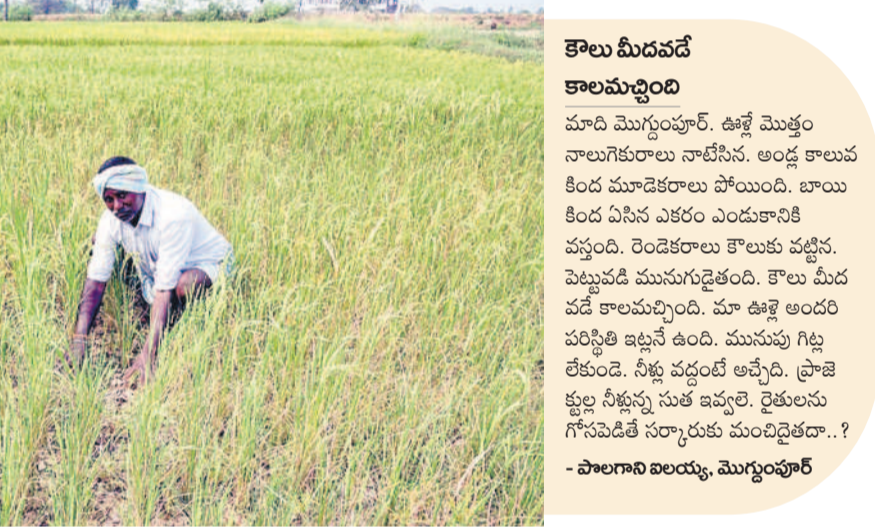 కౌలు మీదవడే
కాలమచ్చింది
మాది మొగ్దుంపూర్. ఊళ్లే మొత్తం
నాలుగెకురాలు నాటేసిన. అండ్ల కాలువ
కింద మూడెకరాలు పోయింది. బాయి
కింద ఏసిన ఎకరం ఎండుకానికి
వస్తంది. రెండెకరాలు కౌలుకు వట్టిన.
పెట్టువడి మునుగుడైతంది. కౌలు మీద
వడే కాలమచ్చింది. మా ఊళ్లె అందరి
పరిస్థితి ఇట్లనే ఉంది. మునుపు గిట్ల
లేకుండె. నీళ్లు వద్దంటే అచ్చేది. ప్రాజె
క్టుల్ల నీళ్లున్న సుత ఇవ్వలె. రైతులను
గోసపెడితే సర్కారుకు మంచిదైతదా..?
- పొలగాని ఐలయ్య, మొగ్దుంపూర్